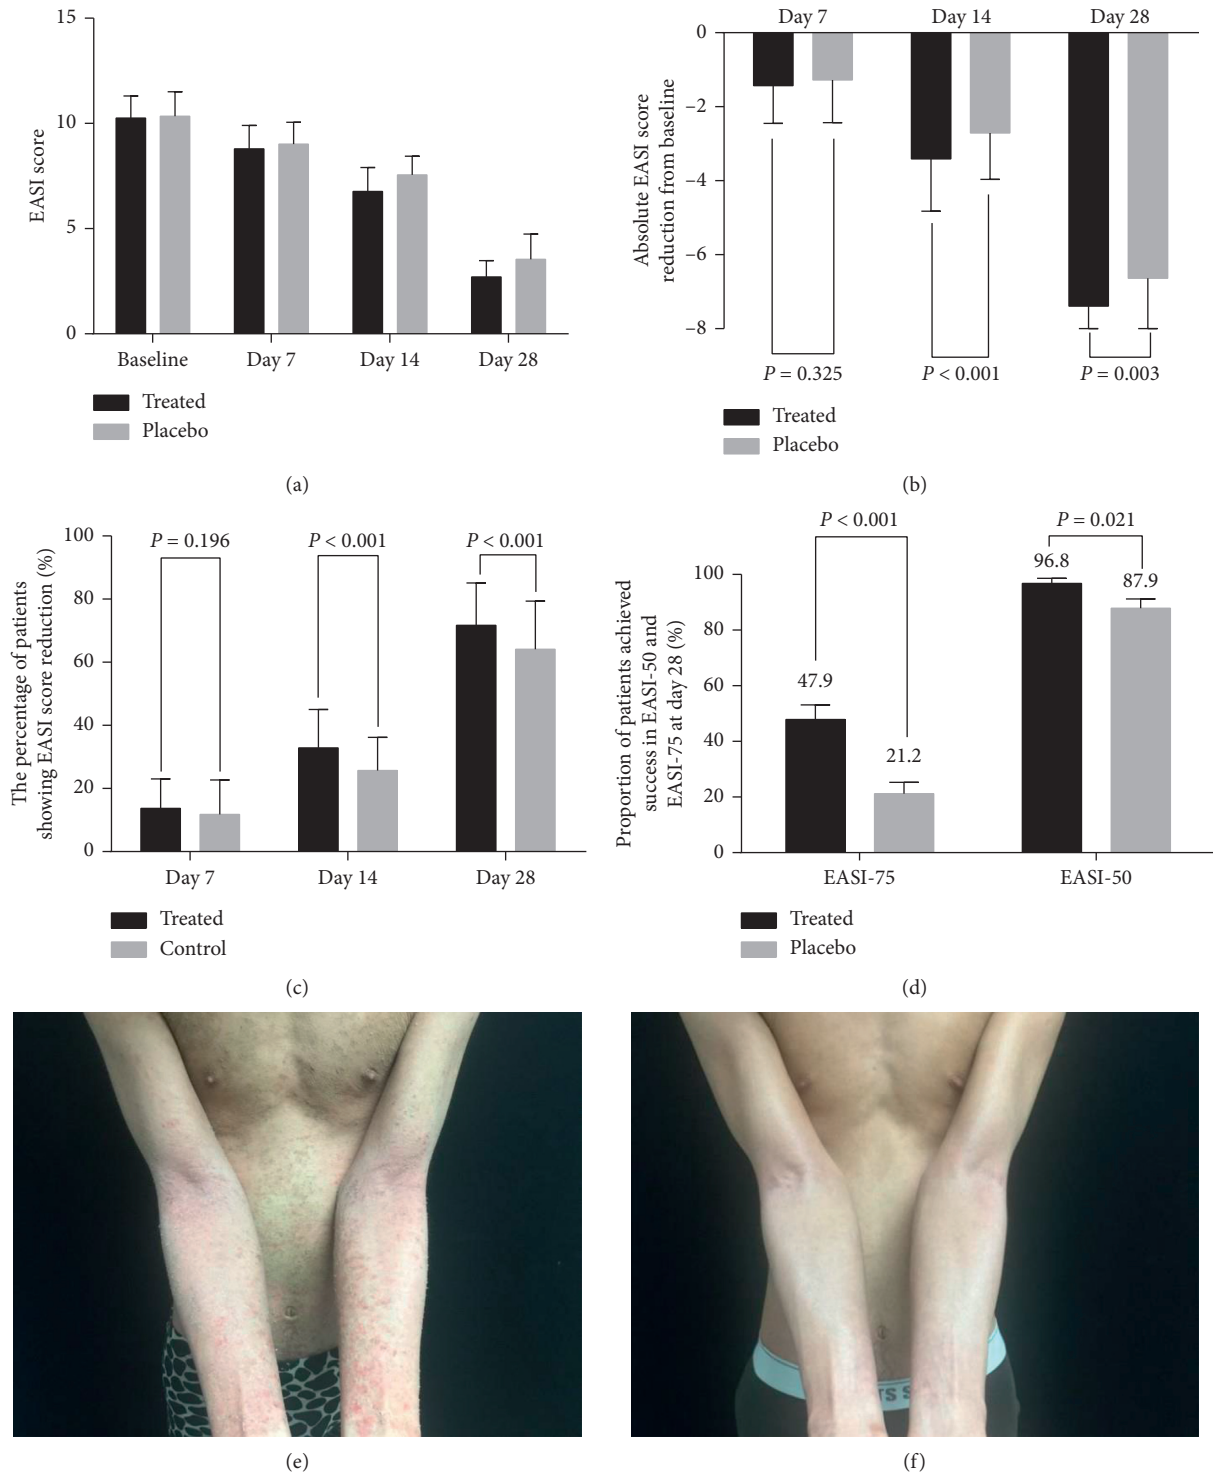 15
10
5
0
EASI score
Baseline
Day 7
Day 14
Day 28
Treated
Placebo
(a)
Day 7
Day 14
Day 28
0
–2
–4
–6
–8
Absolute EASI score
reduction from baseline
P = 0.325
P < 0.001
P = 0.003
Treated
Placebo
(b)
100
80
60
40
20
0
The percentage of patients
showing EASI score reduction (%)
P = 0.196
P < 0.001
P < 0.001
Day 7
Day 14
Day 28
Treated
Control
(c)
P < 0.001
P = 0.021
96.8
87.9
47.9
21.2
100
80
60
40
20
0
Proportion of patients achieved
success in EASI-50 and
EASI-75 at day 28 (%)
EASI-75
EASI-50
Treated
Placebo
(d)
(e)
(f)